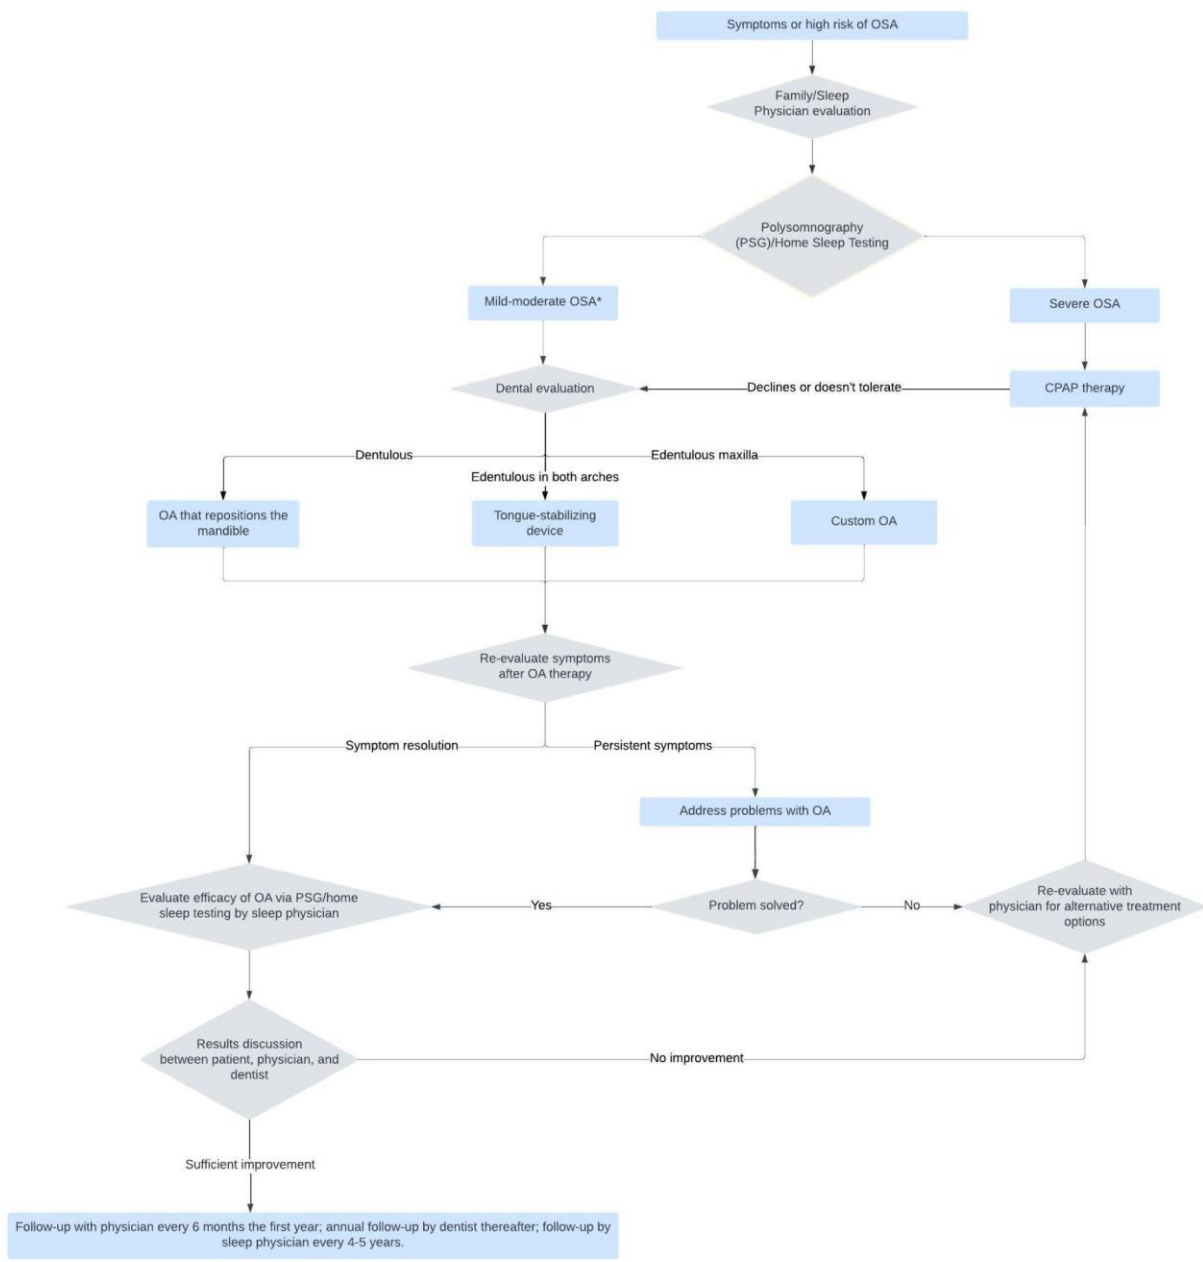 Symptoms or high risk of OSA
Family/Sleep
Physician evaluation
Polysomnography
(PSG)/Home Sleep Testing
Mild-moderate OSA*
Severe OSA
Dental evaluation
Declines or doesn't tolerate
CPAP therapy
Dentulous
Edentulous in both arches
Edentulous maxilla
OA that repositions the
mandible
Tongue-stabilizing
device
Custom OA
Re-evaluate symptoms
after OA therapy
Symptom resolution
Persistent symptoms
Address problems with OA
Evaluate efficacy of OA via PSG/home
sleep testing by sleep physician
Yes
Problem solved?
No
Re-evaluate with
physician for alternative treatment
options
Results discussion
between patient, physician, and
dentist
No improvement
Sufficient improvement
Follow-up with physician every 6 months the first year; annual follow-up by dentist thereafter; follow-up by
sleep physician every 4-5 years.